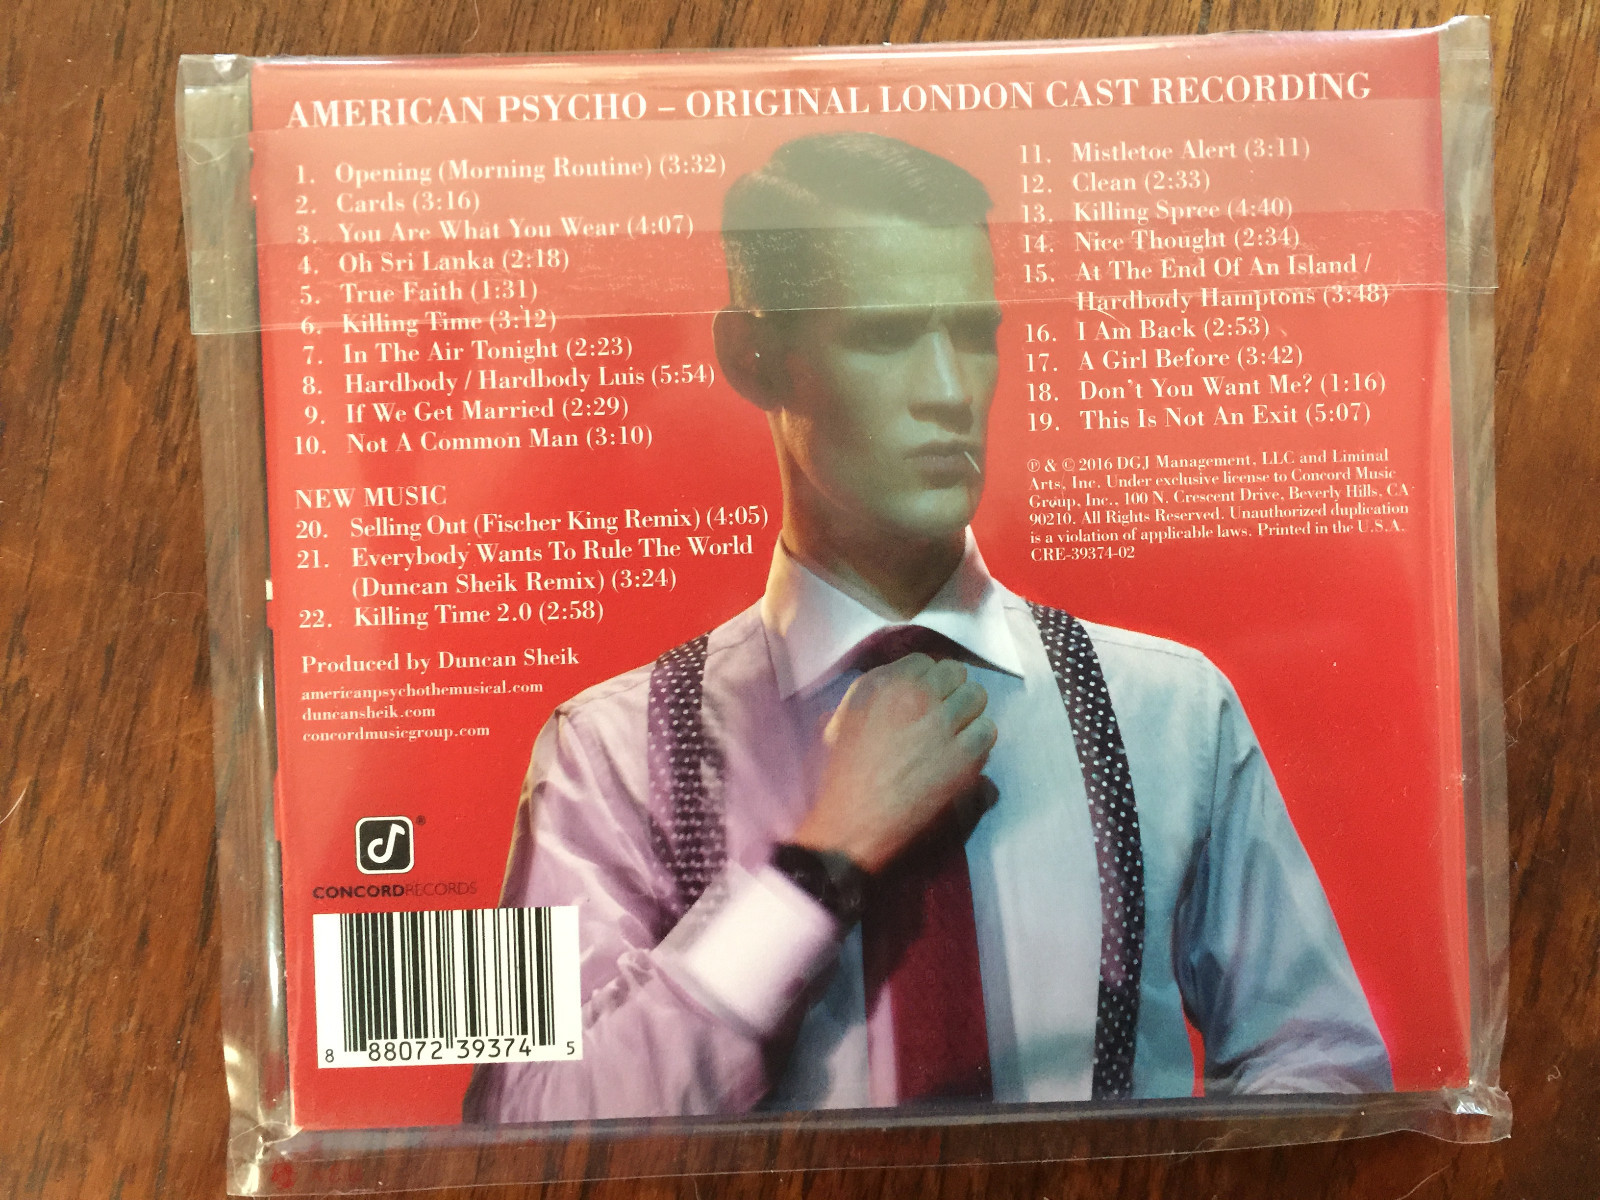 AMERICAN PSYCHO – ORIGINAL LONDON CAST RECORDING
1. Opening (Morning Routine) (3:32)
2. Cards (3:16)
3. You Are What You Wear (4:07)
4. Oh Sri Lanka (2:18)
5. True Faith (1:31)
6. Killing Time (3:12)
7. In The Air Tonight (2:23)
8. Hardbody / Hardbody Luis (5:54)
9. If We Get Married (2:29)
10. Not A Common Man (3:10)
NEW MUSIC
20. Selling Out (Fischer King Remix) (4:05)
21. Everybody Wants To Rule The World
(Duncan Sheik Remix) (3:24)
22. Killing Time 2.0 (2:58)
Produced by Duncan Sheik
americanpsychothemusical.com
duncansheik.com
concordmusicgroup.com
11. Mistletoe Alert (3:11)
12. Clean (2:33)
13. Killing Spree (4:40)
14. Nice Thought (2:34)
15. At The End Of An Island /
Hardbody Hamptons (3:48)
16. I Am Back (2:53)
17. A Girl Before (3:42)
18. Don't You Want Me? (1:16)
19. This Is Not An Exit (5:07)
℗ & © 2016 DGJ Management, LLC and Liminal
Arts, Inc. Under exclusive license to Concord Music
Group, Inc., 100 N. Crescent Drive, Beverly Hills, CA
90210. All Rights Reserved. Unauthorized duplication
is a violation of applicable laws. Printed in the U.S.A.
CRE-39374-02
®
CONCORDRECORDS
8 88072 39374 5